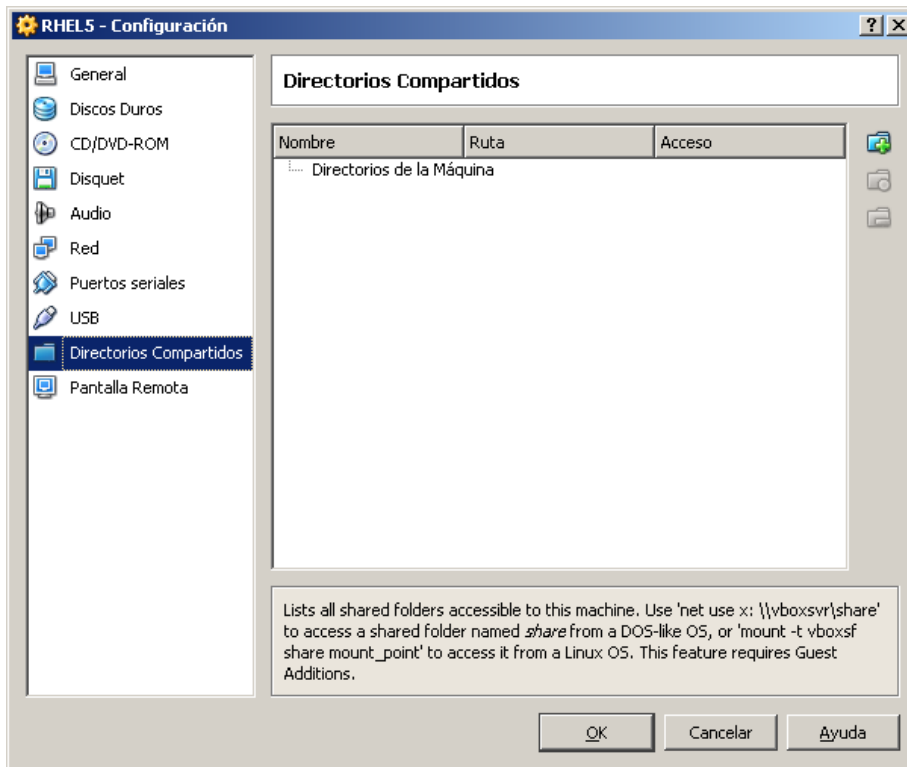 RHEL5 - Configuración
General
Discos Duros
CD/DVD-ROM
Disquet
Audio
Red
Puertos seriales
USB
Directorios Compartidos
Pantalla Remota
Directorios Compartidos
Nombre Ruta Acceso
Directorios de la Máquina
Lists all shared folders accessible to this machine. Use 'net use x: \\vboxsvr\share'
to access a shared folder named share from a DOS-like OS, or 'mount -t vboxsf
share mount_point' to access it from a Linux OS. This feature requires Guest
Additions.
OK Cancelar Ayuda